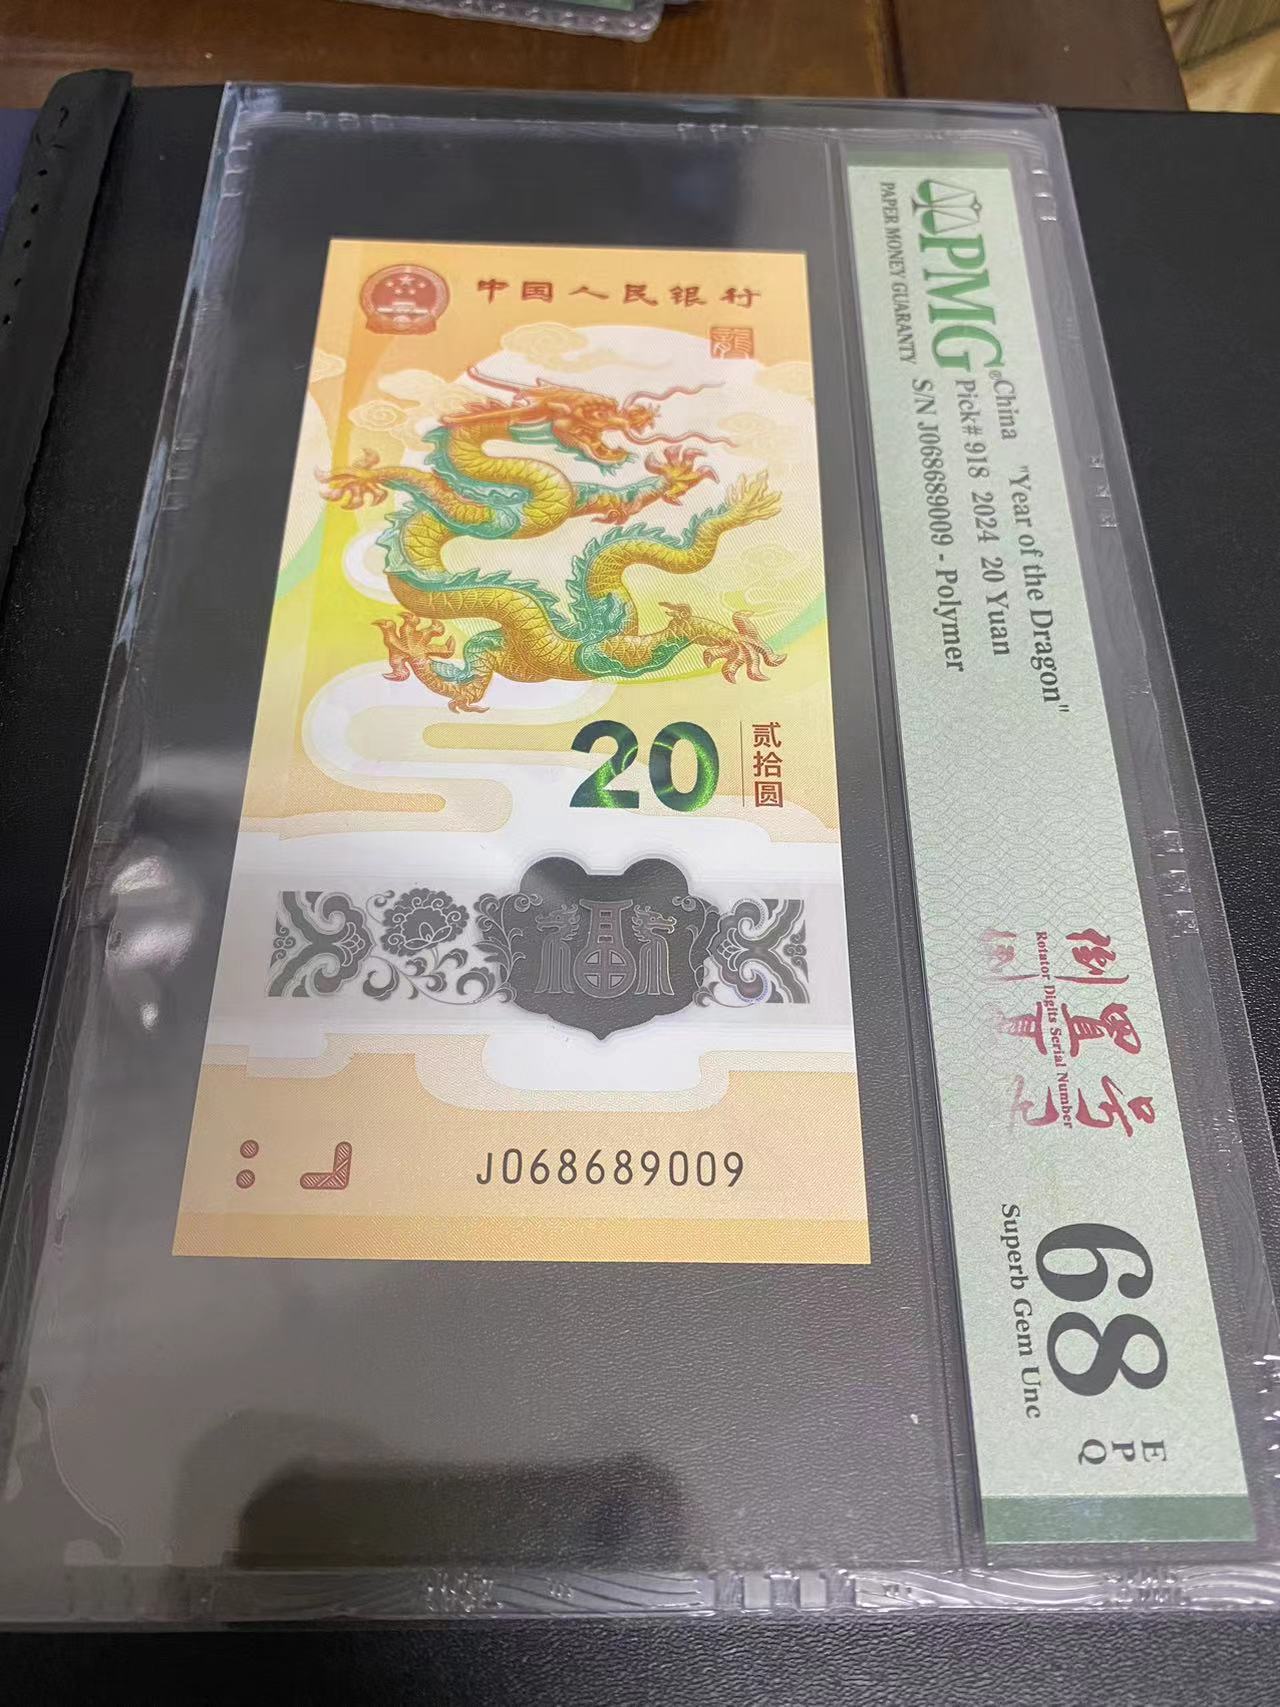 中国人民银行
龍
20
贰拾圆
福
J068689009
PMG
PAPER MONEY GUARANTY
China "Year of the Dragon"
Pick# 918 2024 20 Yuan
S/N J068689009 - Polymer
倒置号
Rotator Digits Serial Number
68
EPQ
Superb Gem Unc